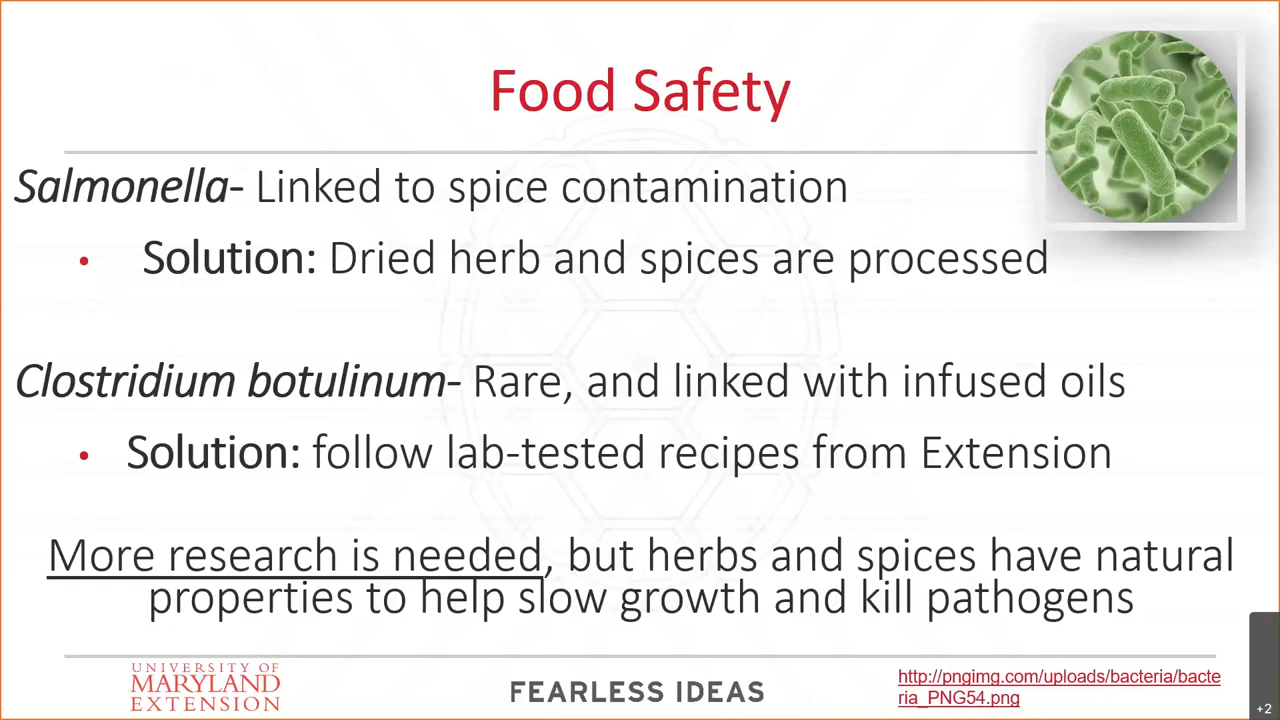 Food Safety
Salmonella- Linked to spice contamination
• Solution: Dried herb and spices are processed
Clostridium botulinum- Rare, and linked with infused oils
• Solution: follow lab-tested recipes from Extension
More research is needed, but herbs and spices have natural
properties to help slow growth and kill pathogens
UNIVERSITY OF
MARYLAND
EXTENSION
FEARLESS IDEAS
http://pngimg.com/uploads/bacteria/bacte
ria_PNG54.png
+2